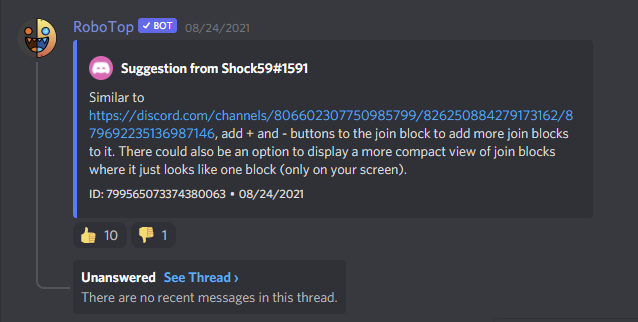 RoboTop ✓ BOT 08/24/2021
Suggestion from Shock59#1591
Similar to
https://discord.com/channels/806602307750985799/826250884279173162/8
79692235136987146, add + and - buttons to the join block to add more join blocks
to it. There could also be an option to display a more compact view of join blocks
where it just looks like one block (only on your screen).
ID: 799565073374380063 • 08/24/2021
👍 10 👎 1
Unanswered See Thread ›
There are no recent messages in this thread.